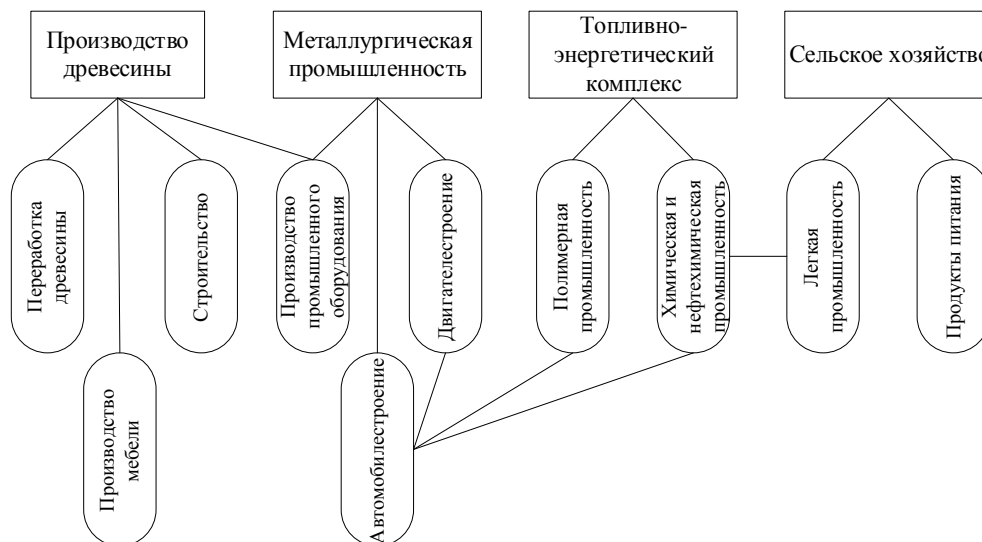 Производство
древесины
Металлургическая
промышленность
Топливно-
энергетический
комплекс
Сельское хозяйство
Переработка
древесины
Строительство
Производство
промышленного
оборудования
Двигателестроение
Полимерная
промышленность
Химическая и
нефтехимическая
промышленность
Легкая
промышленность
Продукты питания
Производство
мебели
Автомобилестроение